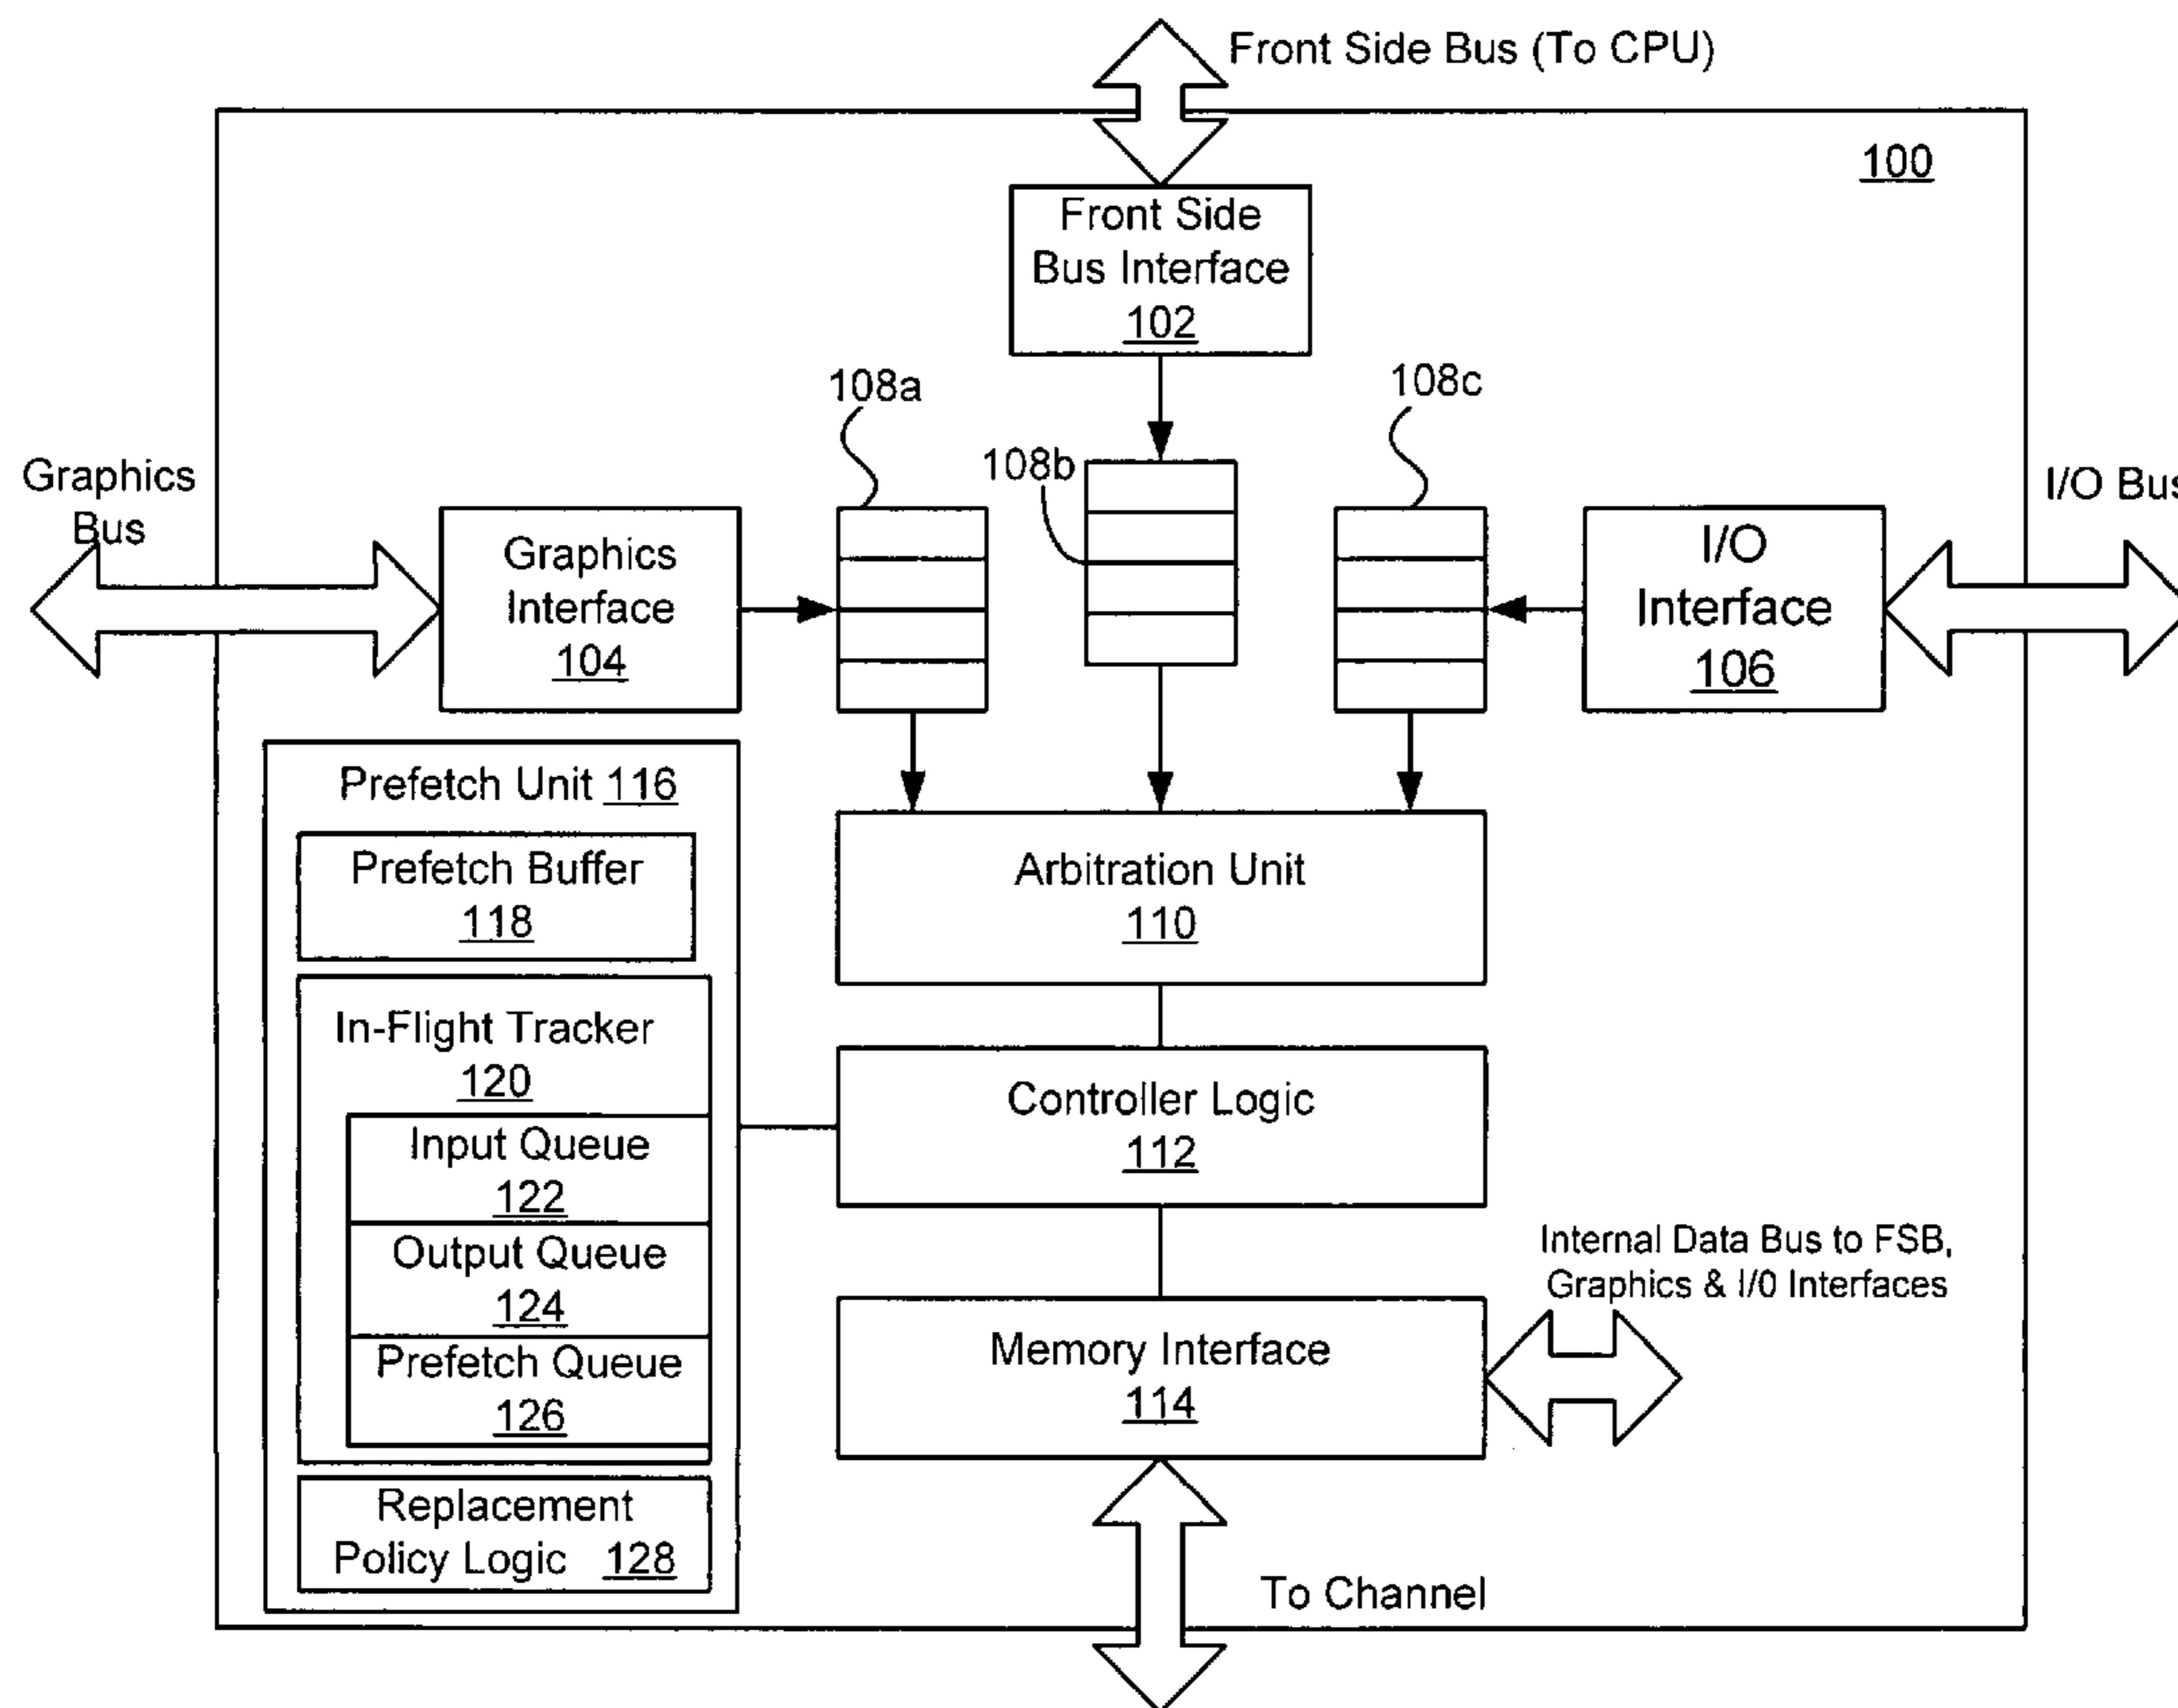 Front Side Bus (To CPU)
100
Front Side
Bus Interface
102
108a
108c
108b
Graphics
Bus
I/O Bus
Graphics
Interface
104
I/O
Interface
106
Prefetch Unit 116
Prefetch Buffer
118
Arbitration Unit
110
In-Flight Tracker
120
Controller Logic
112
Input Queue
122
Output Queue
124
Internal Data Bus to FSB,
Graphics & I/0 Interfaces
Prefetch Queue
126
Memory Interface
114
Replacement
Policy Logic 128
To Channel